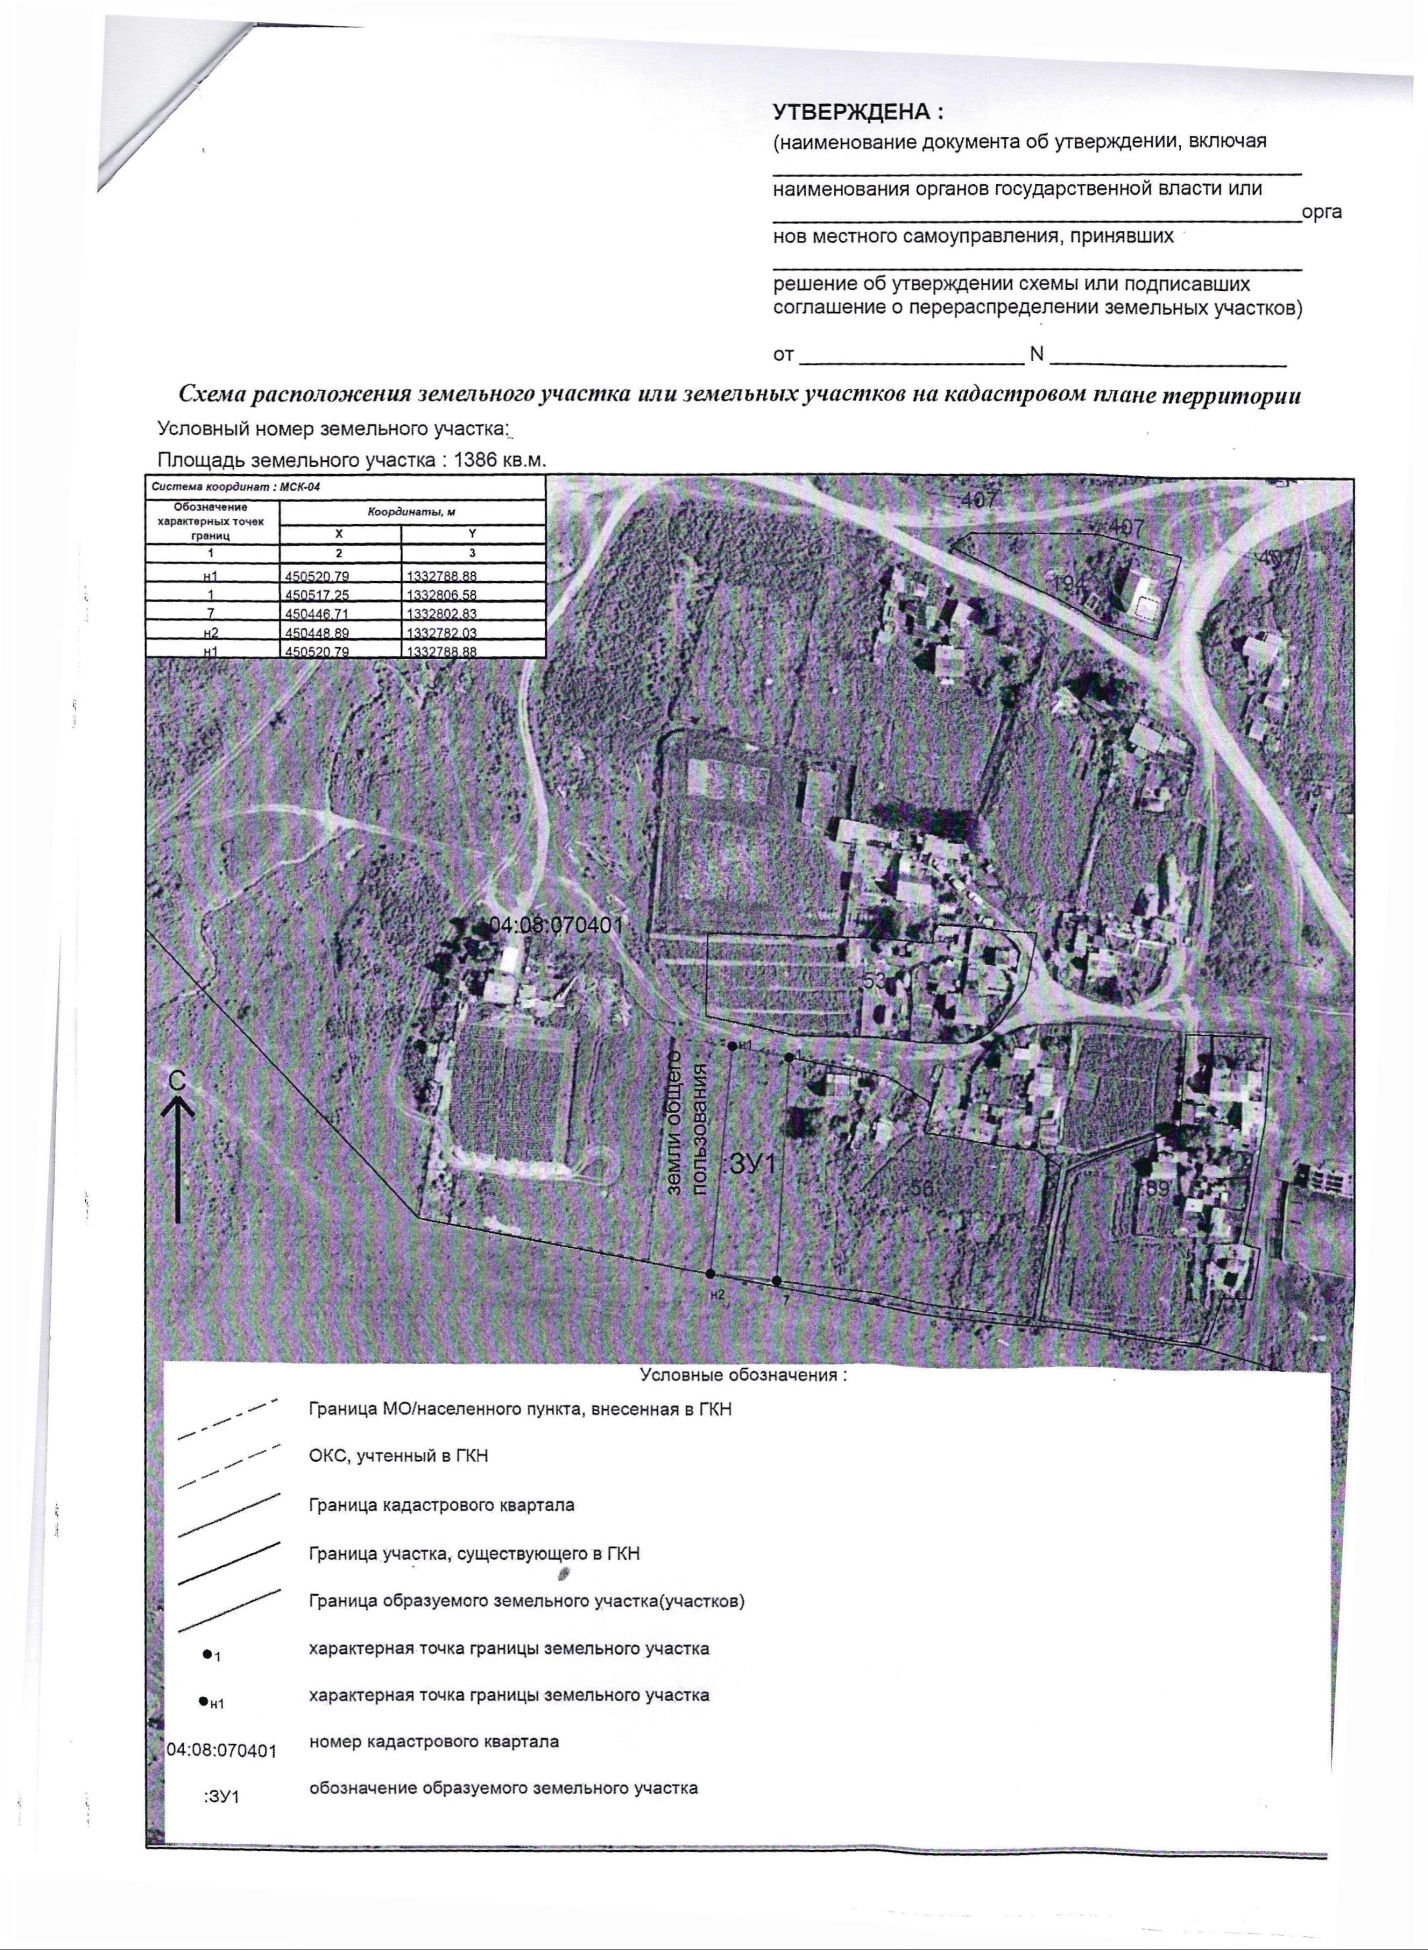 УТВЕРЖДЕНА :
(наименование документа об утверждении, включая
наименования органов государственной власти или
орга
нов местного самоуправления, принявших
решение об утверждении схемы или подписавших
соглашение о перераспределении земельных участков)
от N
Схема расположения земельного участка или земельных участков на кадастровом плане территории
Условный номер земельного участка:
Площадь земельного участка : 1386 кв.м.
Система координат : МСК-04
Обозначение характерных точек границ Координаты, м
X Y
1 2 3
н1 450520.79 1332788.88
1 450517.25 1332806.58
7 450446.71 1332802.83
н2 450448.89 1332782.03
н1 450520.79 1332788.88
:407
:407
:194
04:08:070401
:53
С
н1
1
земли общего
пользования
:ЗУ1
:56
:89
н2
7
Условные обозначения :
Граница МО/населенного пункта, внесенная в ГКН
ОКС, учтенный в ГКН
Граница кадастрового квартала
Граница участка, существующего в ГКН
Граница образуемого земельного участка(участков)
1 характерная точка границы земельного участка
н1 характерная точка границы земельного участка
04:08:070401 номер кадастрового квартала
:ЗУ1 обозначение образуемого земельного участка